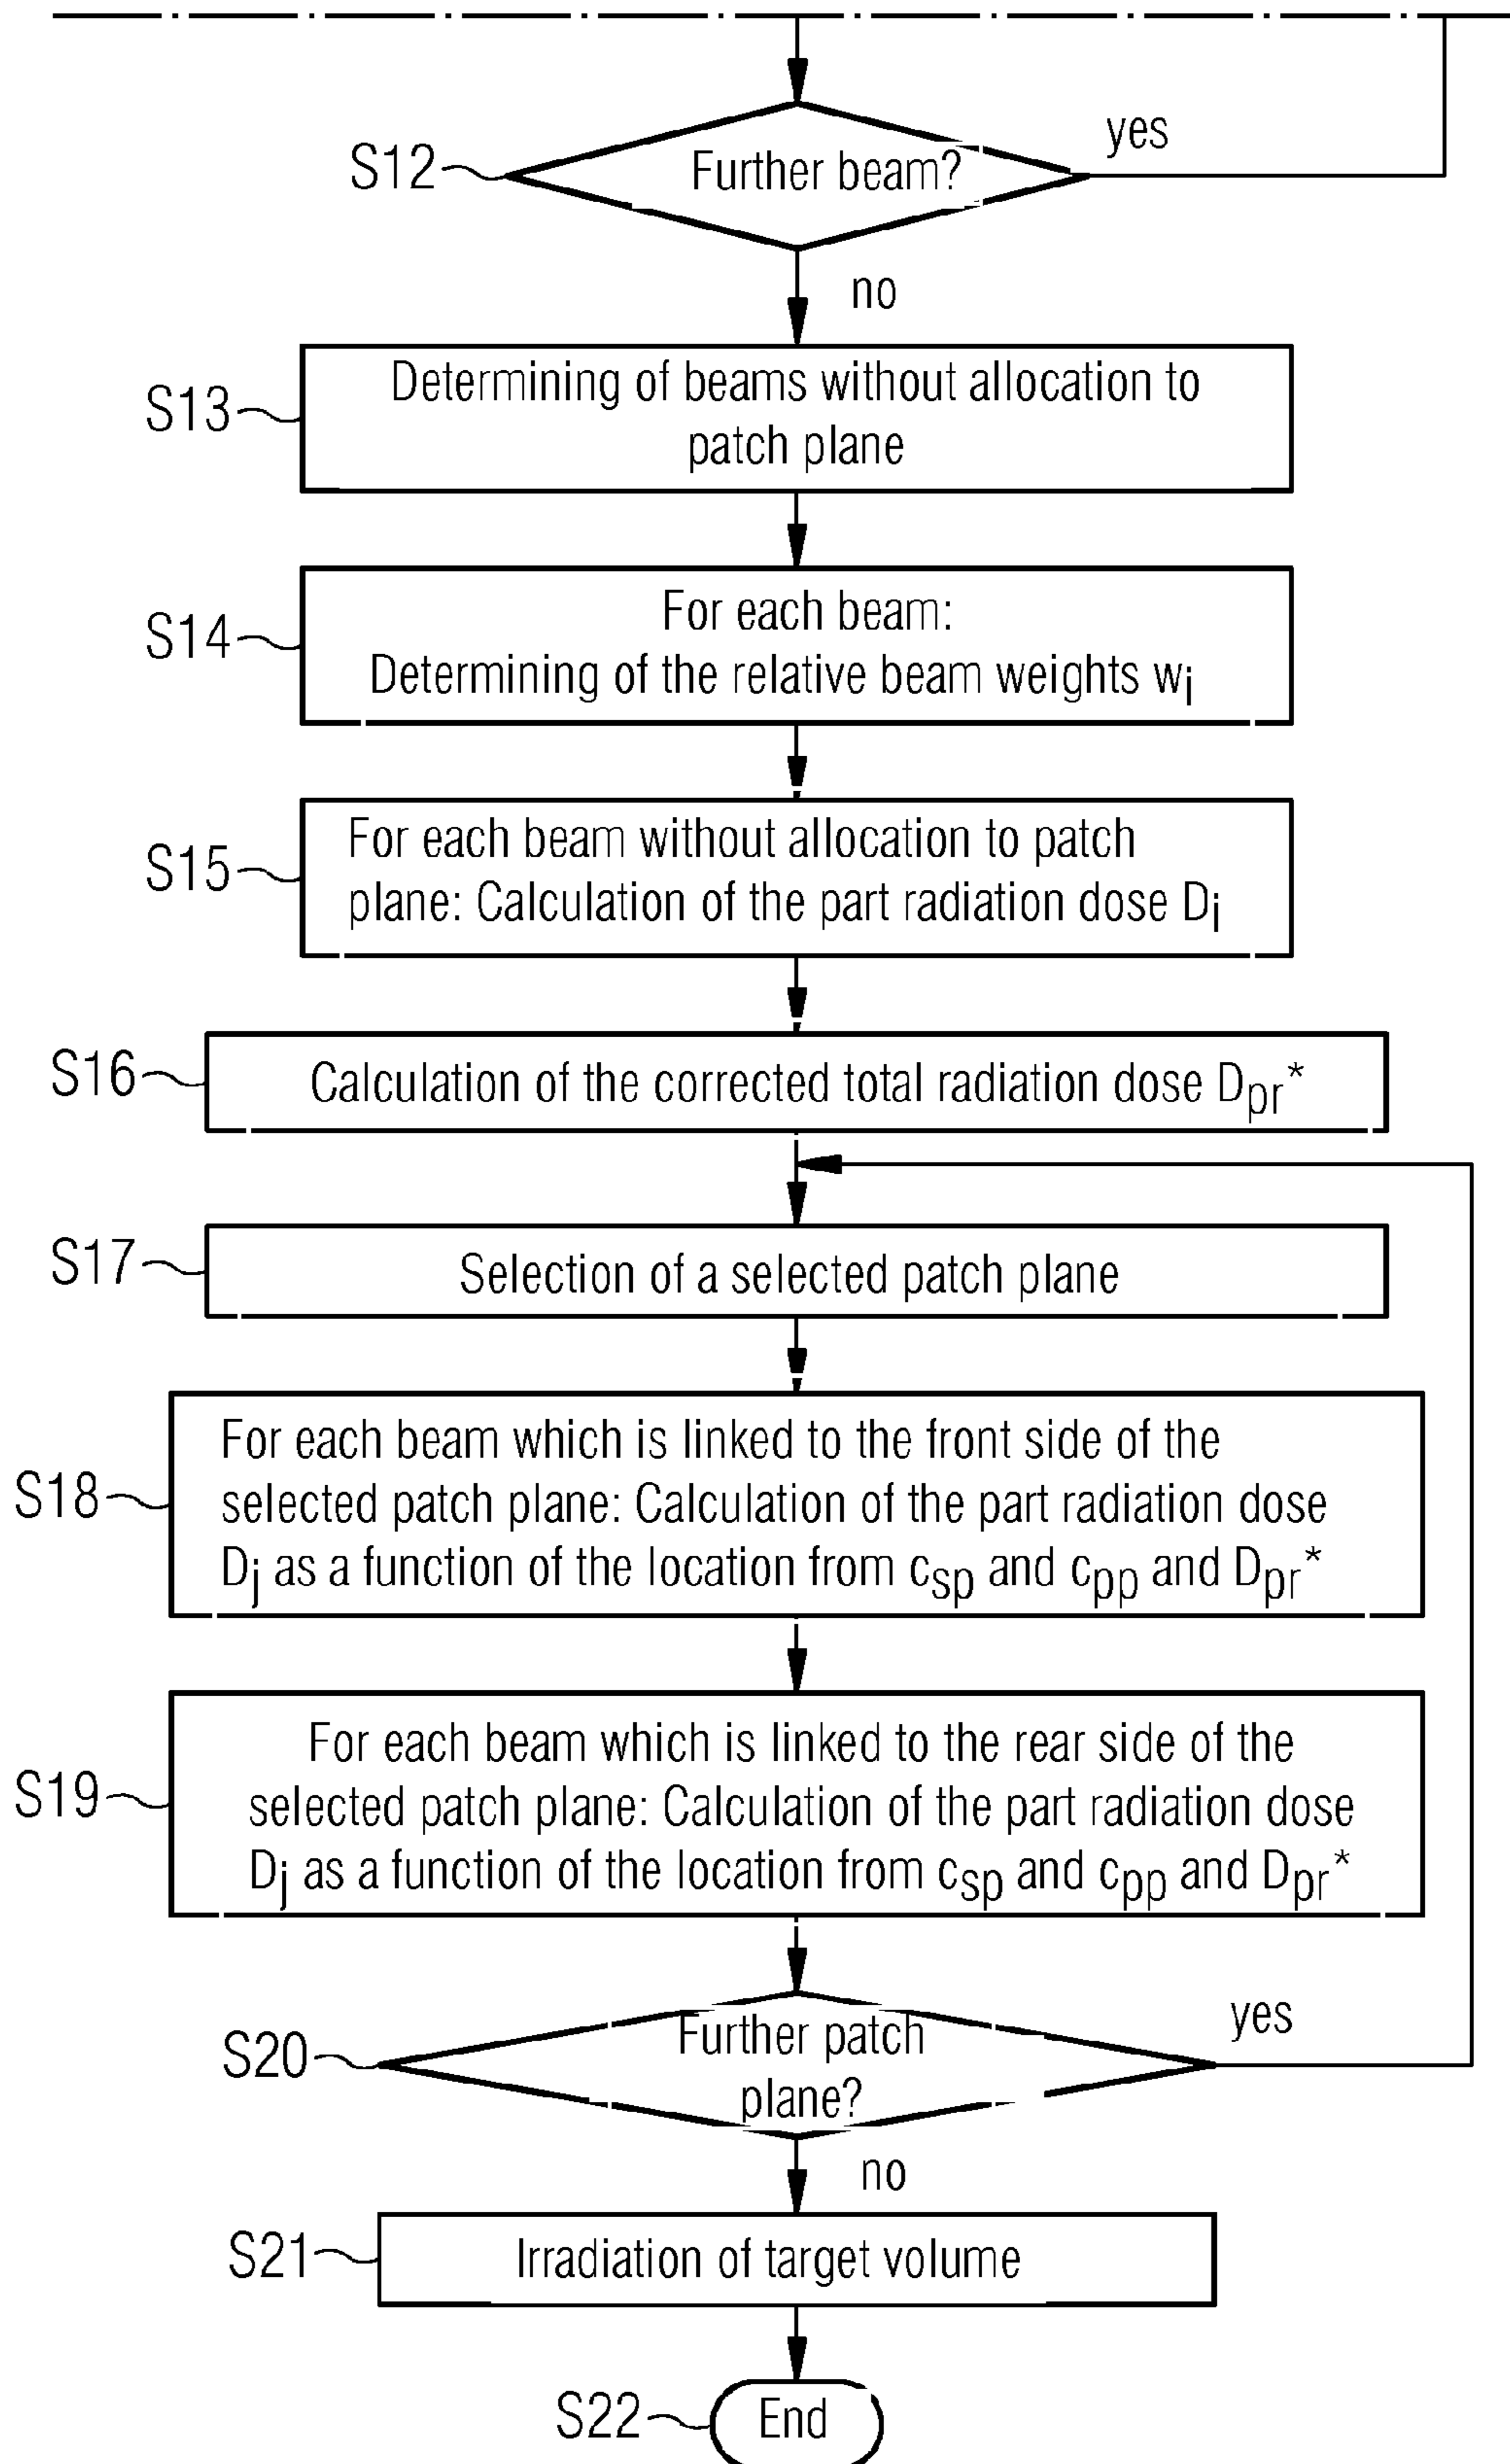 yes
S12
Further beam?
no
S13
Determining of beams without allocation to
patch plane
S14
For each beam:
Determining of the relative beam weights wi
S15
For each beam without allocation to patch
plane: Calculation of the part radiation dose Di
S16
Calculation of the corrected total radiation dose Dpr*
S17
Selection of a selected patch plane
S18
For each beam which is linked to the front side of the
selected patch plane: Calculation of the part radiation dose
Dj as a function of the location from csp and cpp and Dpr*
S19
For each beam which is linked to the rear side of the
selected patch plane: Calculation of the part radiation dose
Dj as a function of the location from csp and cpp and Dpr*
yes
S20
Further patch
plane?
no
S21
Irradiation of target volume
S22
End